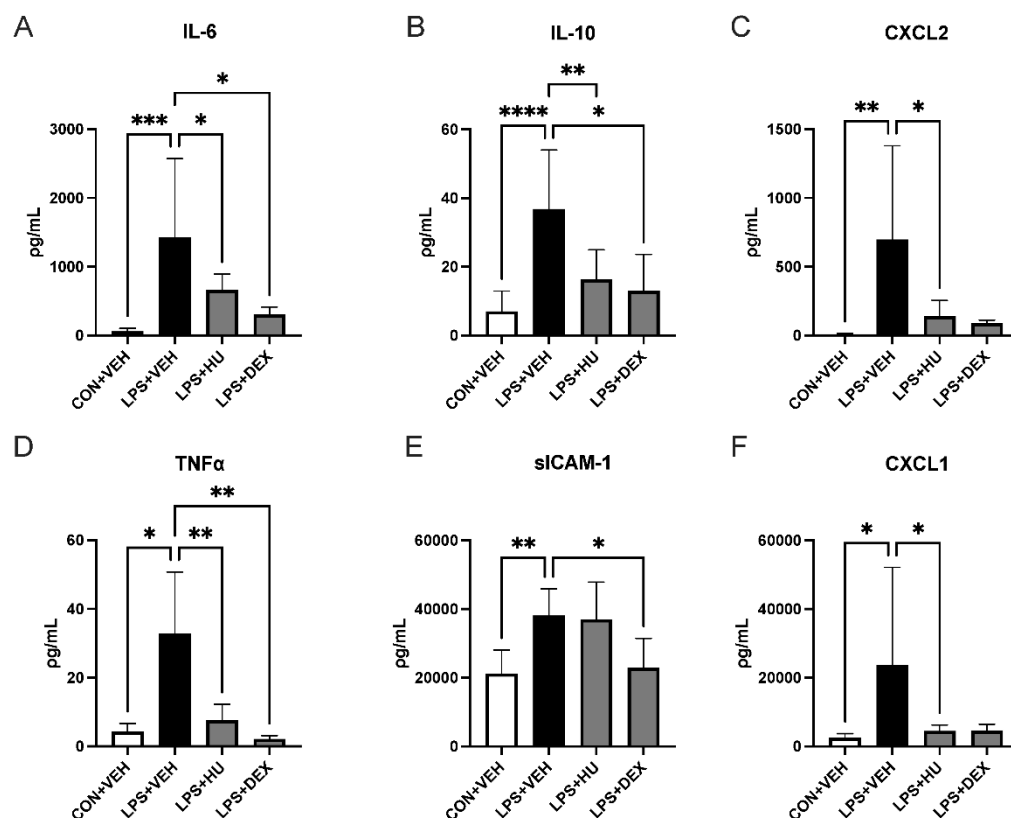 A
IL-6
*
***
*
3000
2000
1000
0
ρg/mL
CON+VEH
LPS+VEH
LPS+HU
LPS+DEX
B
IL-10
**
****
*
60
40
20
0
ρg/mL
CON+VEH
LPS+VEH
LPS+HU
LPS+DEX
C
CXCL2
**
*
1500
1000
500
0
ρg/mL
CON+VEH
LPS+VEH
LPS+HU
LPS+DEX
D
TNFα
**
*
**
60
40
20
0
ρg/mL
CON+VEH
LPS+VEH
LPS+HU
LPS+DEX
E
sICAM-1
**
*
60000
40000
20000
0
ρg/mL
CON+VEH
LPS+VEH
LPS+HU
LPS+DEX
F
CXCL1
*
*
60000
40000
20000
0
ρg/mL
CON+VEH
LPS+VEH
LPS+HU
LPS+DEX